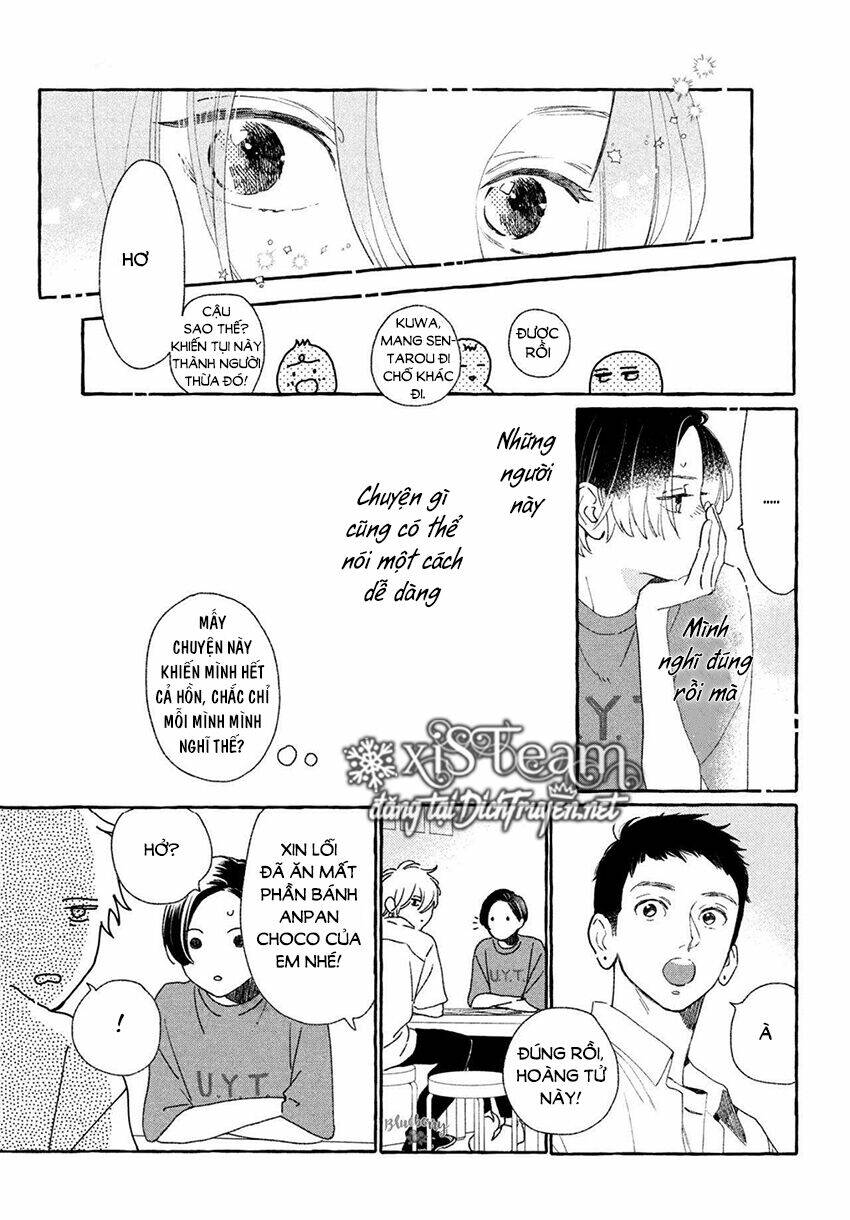 ĐƯỢC
RỒI
KUWA,
MANG SEN-
TAROU ĐI
CHỖ KHÁC
ĐI.
HƠ
CẬU
SAO THẾ?
KHIẾN TỤI NÀY
THÀNH NGƯỜI
THỪA ĐÓ!
......
Những
người
này
Chuyện gì
cũng có thể
nói một cách
dễ dàng
Mình
nghĩ đúng
rồi mà
U.Y.T
MẤY
CHUYỆN NÀY
KHIẾN MÌNH HẾT
CẢ HỒN, CHẮC CHỈ
MỖI MÌNH MÌNH
NGHĨ THẾ?
xiSTeam
đăng tại DichTruyen.net
À
ĐÚNG RỒI,
HOÀNG TỬ
NÀY!
U.Y.T.
Blueberry
XIN LỖI
ĐÃ ĂN MẤT
PHẦN BÁNH
ANPAN
CHOCO CỦA
EM NHÉ!
HỞ?
!
U.Y.T.